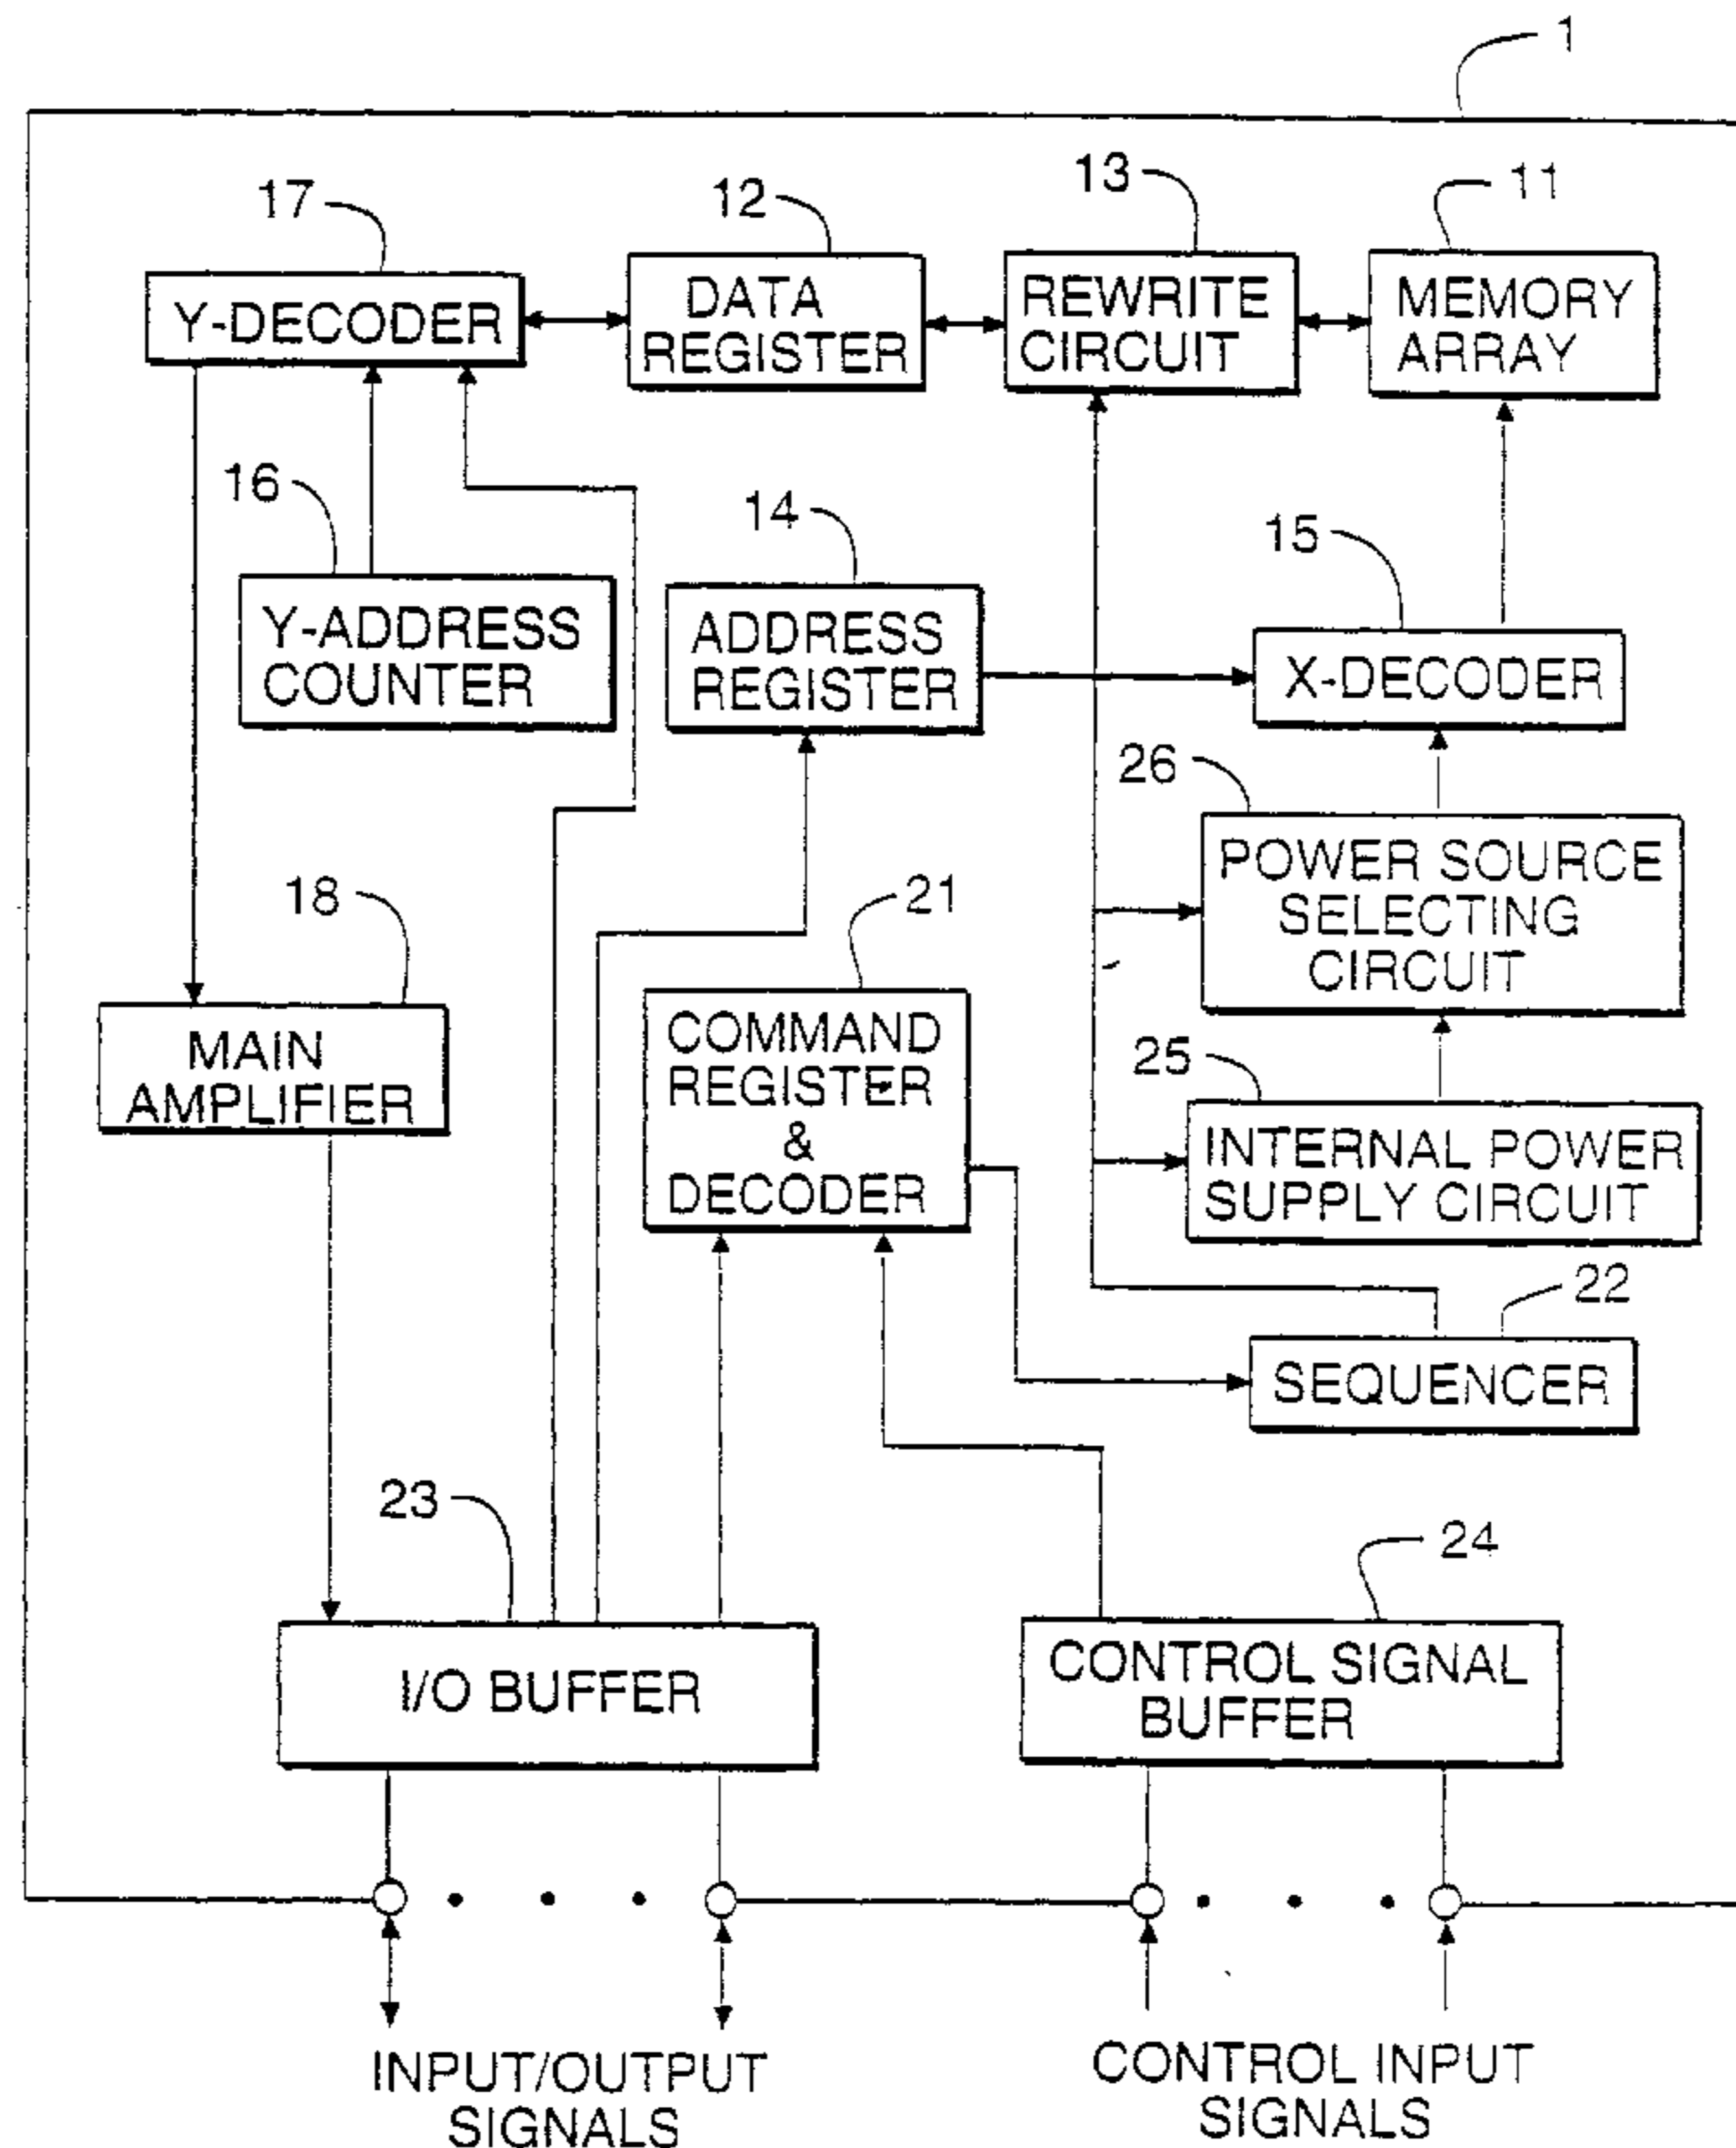 1
17
12
13
11
Y-DECODER
DATA
REGISTER
REWRITE
CIRCUIT
MEMORY
ARRAY
16
14
15
Y-ADDRESS
COUNTER
ADDRESS
REGISTER
X-DECODER
26
POWER SOURCE
SELECTING
CIRCUIT
18
21
MAIN
AMPLIFIER
COMMAND
REGISTER
&
DECODER
25
INTERNAL POWER
SUPPLY CIRCUIT
22
SEQUENCER
23
24
I/O BUFFER
CONTROL SIGNAL
BUFFER
INPUT/OUTPUT
SIGNALS
CONTROL INPUT
SIGNALS